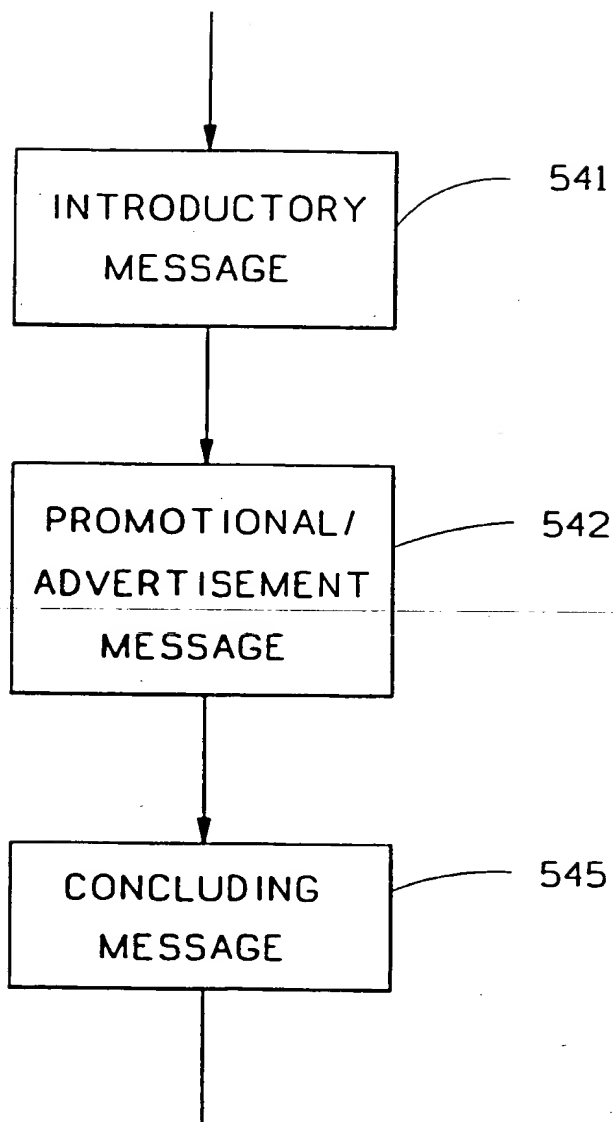 INTRODUCTORY
MESSAGE
541
PROMOTIONAL/
ADVERTISEMENT
MESSAGE
542
CONCLUDING
MESSAGE
545